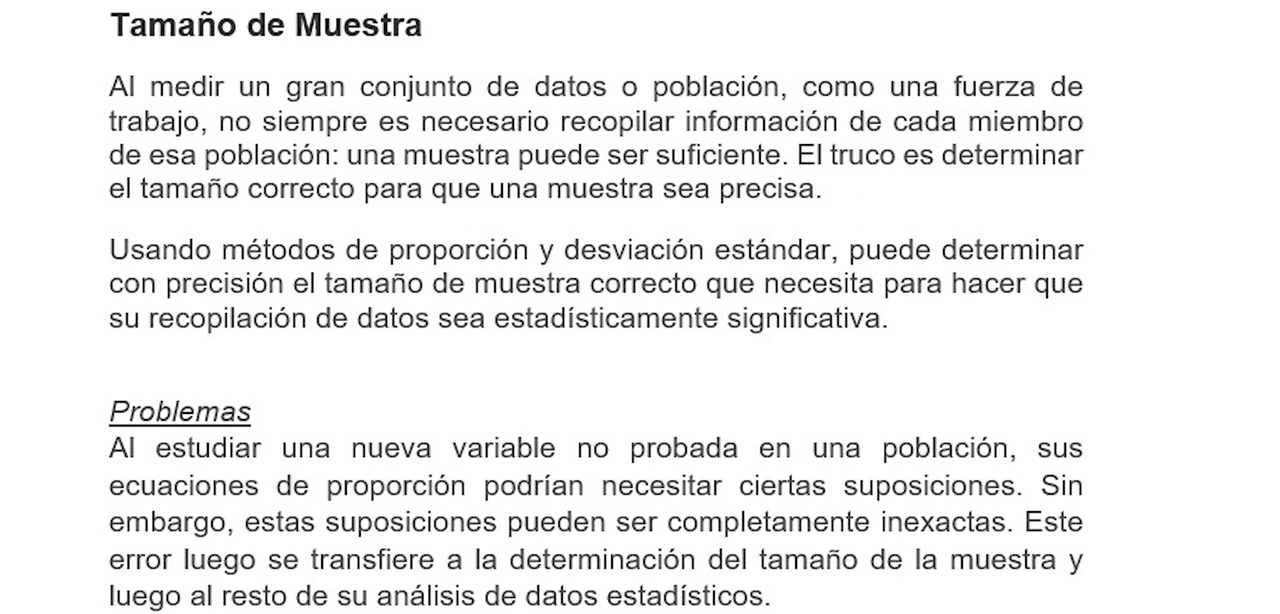 Tamaño de Muestra
Al medir un gran conjunto de datos o población, como una fuerza de
trabajo, no siempre es necesario recopilar información de cada miembro
de esa población: una muestra puede ser suficiente. El truco es determinar
el tamaño correcto para que una muestra sea precisa.
Usando métodos de proporción y desviación estándar, puede determinar
con precisión el tamaño de muestra correcto que necesita para hacer que
su recopilación de datos sea estadísticamente significativa.
Problemas
Al estudiar una nueva variable no probada en una población, sus
ecuaciones de proporción podrían necesitar ciertas suposiciones. Sin
embargo, estas suposiciones pueden ser completamente inexactas. Este
error luego se transfiere a la determinación del tamaño de la muestra y
luego al resto de su análisis de datos estadísticos.